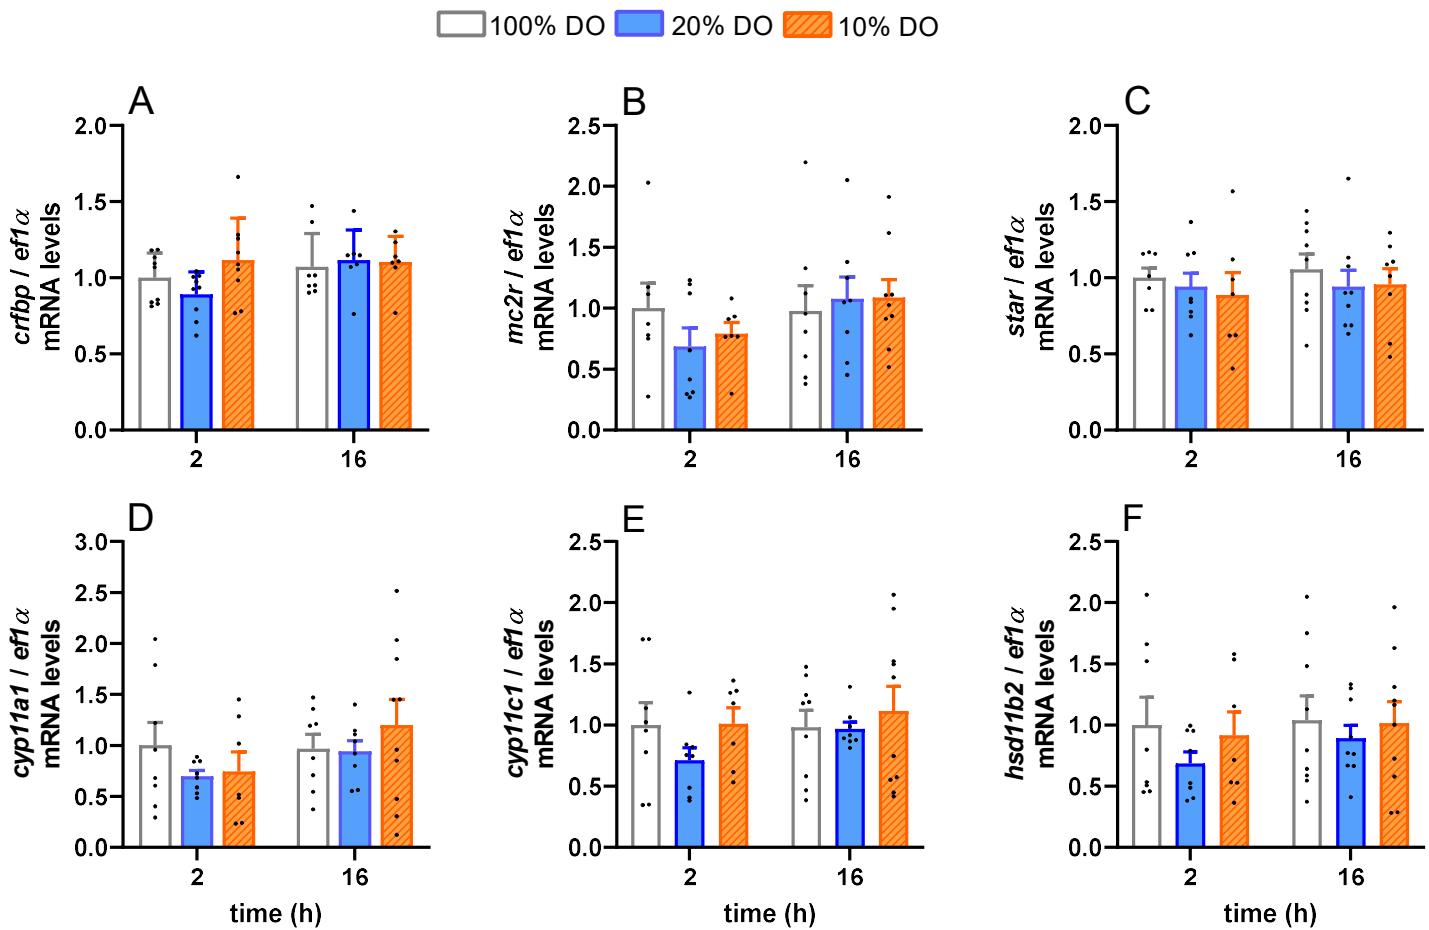 100% DO 20% DO 10% DO
A
crfbp / ef1α
mRNA levels
2.0
1.5
1.0
0.5
0.0
2 16
B
mc2r / ef1α
mRNA levels
2.5
2.0
1.5
1.0
0.5
0.0
2 16
C
star / ef1α
mRNA levels
2.0
1.5
1.0
0.5
0.0
2 16
D
cyp11a1 / ef1α
mRNA levels
3.0
2.5
2.0
1.5
1.0
0.5
0.0
2 16
time (h)
E
cyp11c1 / ef1α
mRNA levels
2.5
2.0
1.5
1.0
0.5
0.0
2 16
time (h)
F
hsd11b2 / ef1α
mRNA levels
2.5
2.0
1.5
1.0
0.5
0.0
2 16
time (h)